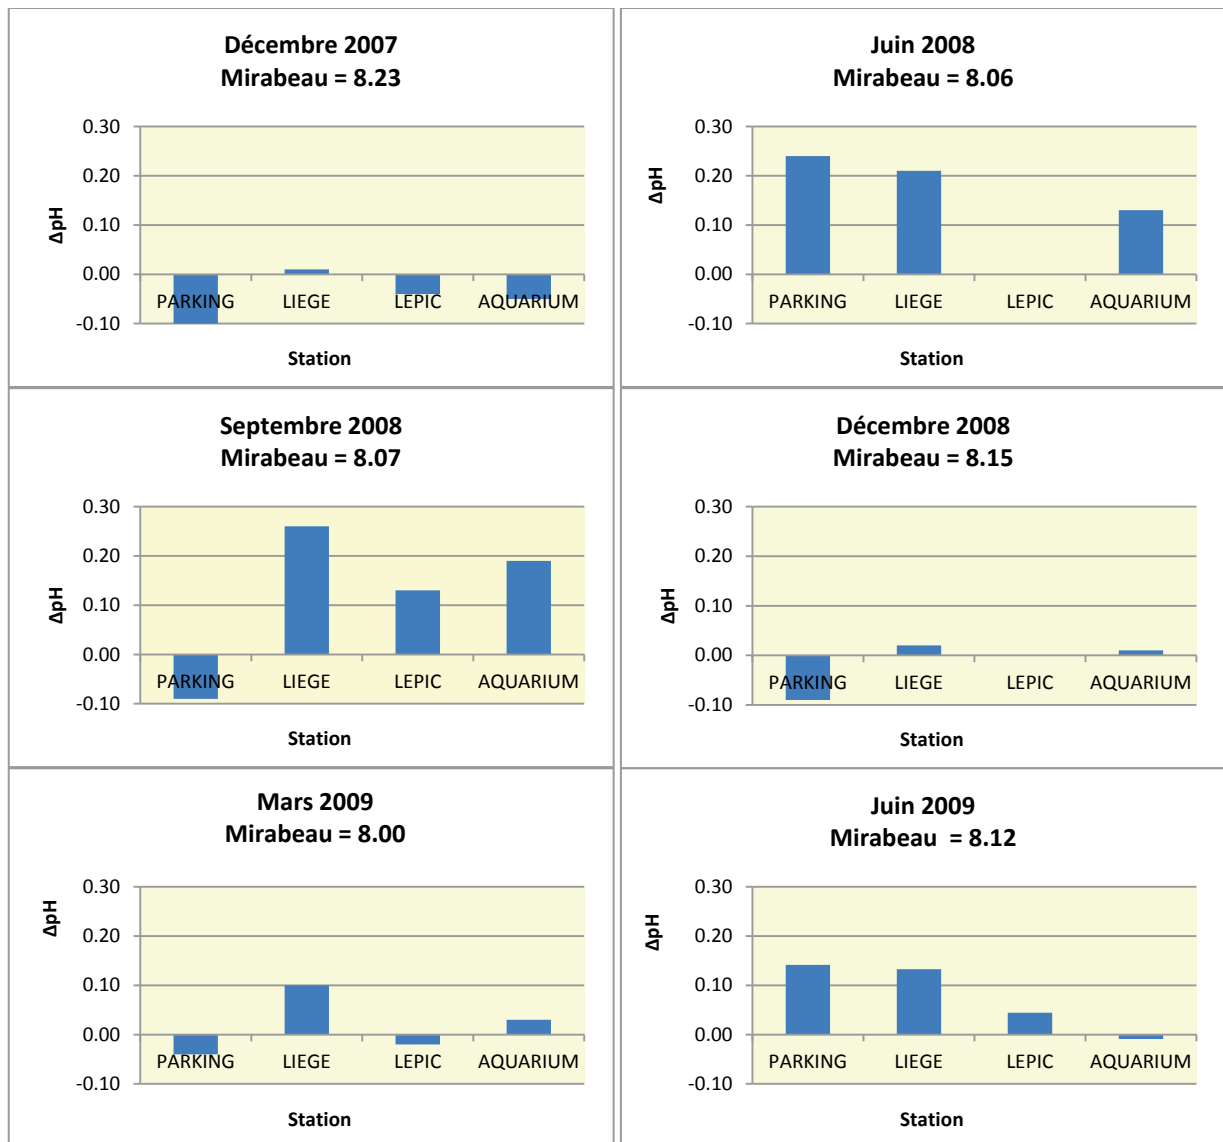 Décembre 2007
Mirabeau = 8.23
0.30
0.20
0.10
0.00
-0.10
ΔpH
PARKING LIEGE LEPIC AQUARIUM
Station
Juin 2008
Mirabeau = 8.06
0.30
0.20
0.10
0.00
-0.10
ΔpH
PARKING LIEGE LEPIC AQUARIUM
Station
Septembre 2008
Mirabeau = 8.07
0.30
0.20
0.10
0.00
-0.10
ΔpH
PARKING LIEGE LEPIC AQUARIUM
Station
Décembre 2008
Mirabeau = 8.15
0.30
0.20
0.10
0.00
-0.10
ΔpH
PARKING LIEGE LEPIC AQUARIUM
Station
Mars 2009
Mirabeau = 8.00
0.30
0.20
0.10
0.00
-0.10
ΔpH
PARKING LIEGE LEPIC AQUARIUM
Station
Juin 2009
Mirabeau = 8.12
0.30
0.20
0.10
0.00
-0.10
ΔpH
PARKING LIEGE LEPIC AQUARIUM
Station